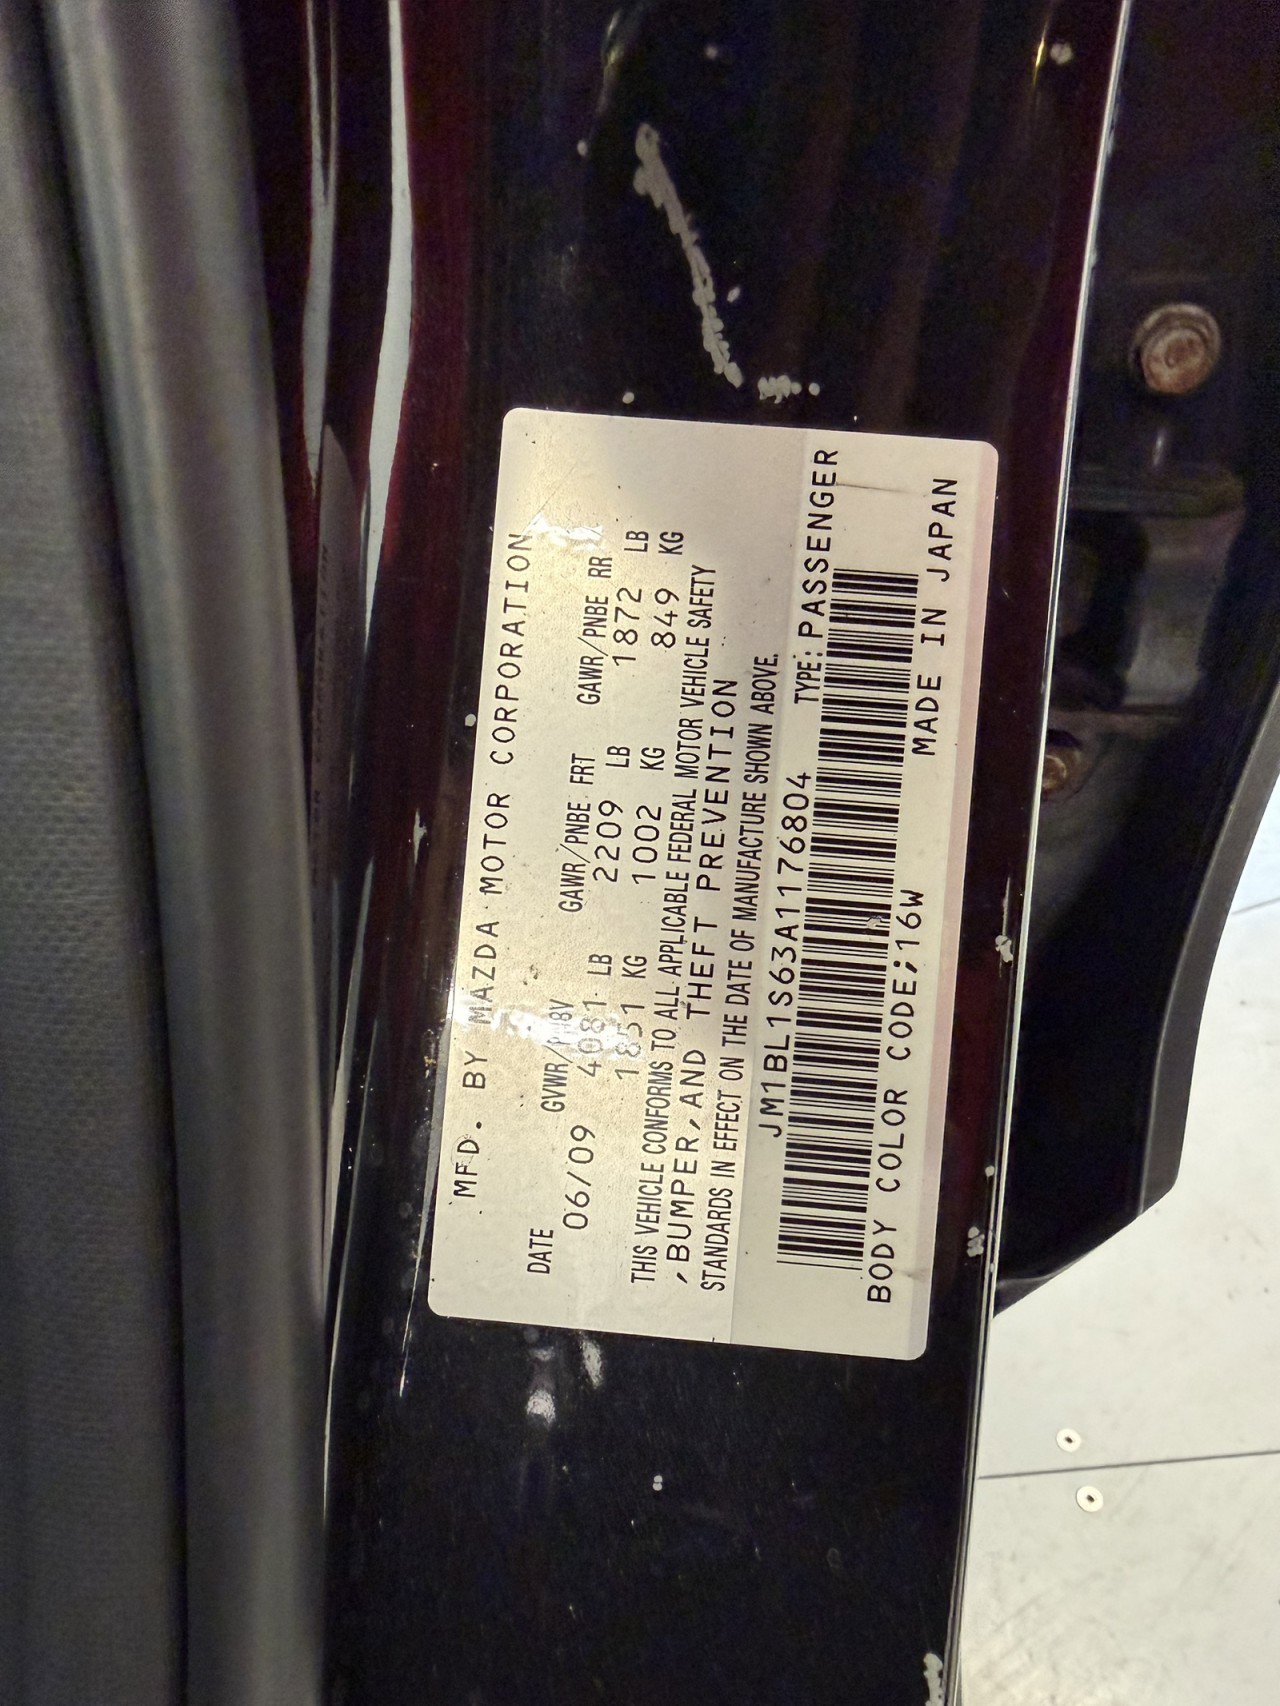 MFD. BY MAZDA MOTOR CORPORATION
DATE GVWR/PNBV GAWR/PNBE FRT GAWR/PNBE RR
06/09 4081 LB 2209 LB 1872 LB
1851 KG 1002 KG 849 KG
THIS VEHICLE CONFORMS TO ALL APPLICABLE FEDERAL MOTOR VEHICLE SAFETY
,BUMPER,AND THEFT PREVENTION
STANDARDS IN EFFECT ON THE DATE OF MANUFACTURE SHOWN ABOVE.
JM1BL1S63A1176804 TYPE: PASSENGER
BODY COLOR CODE;16W MADE IN JAPAN